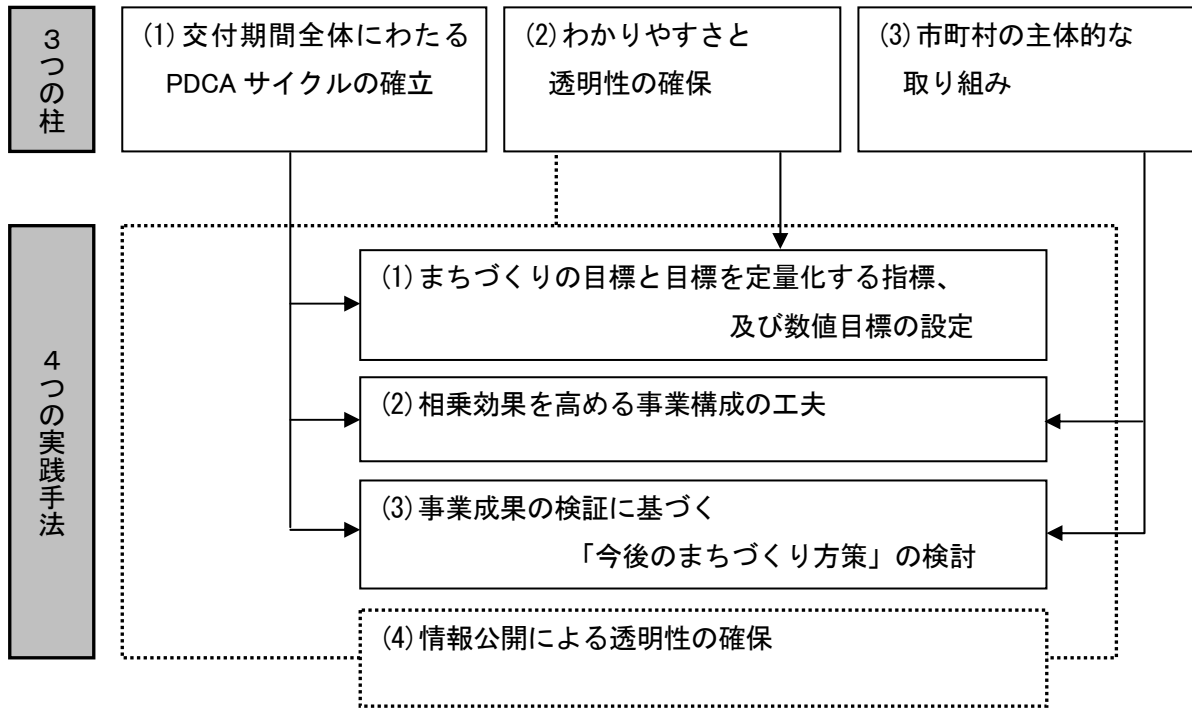 ３つの柱
(1)交付期間全体にわたる
PDCA サイクルの確立
(2)わかりやすさと
透明性の確保
(3)市町村の主体的な
取り組み
４つの実践手法
(1)まちづくりの目標と目標を定量化する指標、
及び数値目標の設定
(2)相乗効果を高める事業構成の工夫
(3)事業成果の検証に基づく
「今後のまちづくり方策」の検討
(4)情報公開による透明性の確保